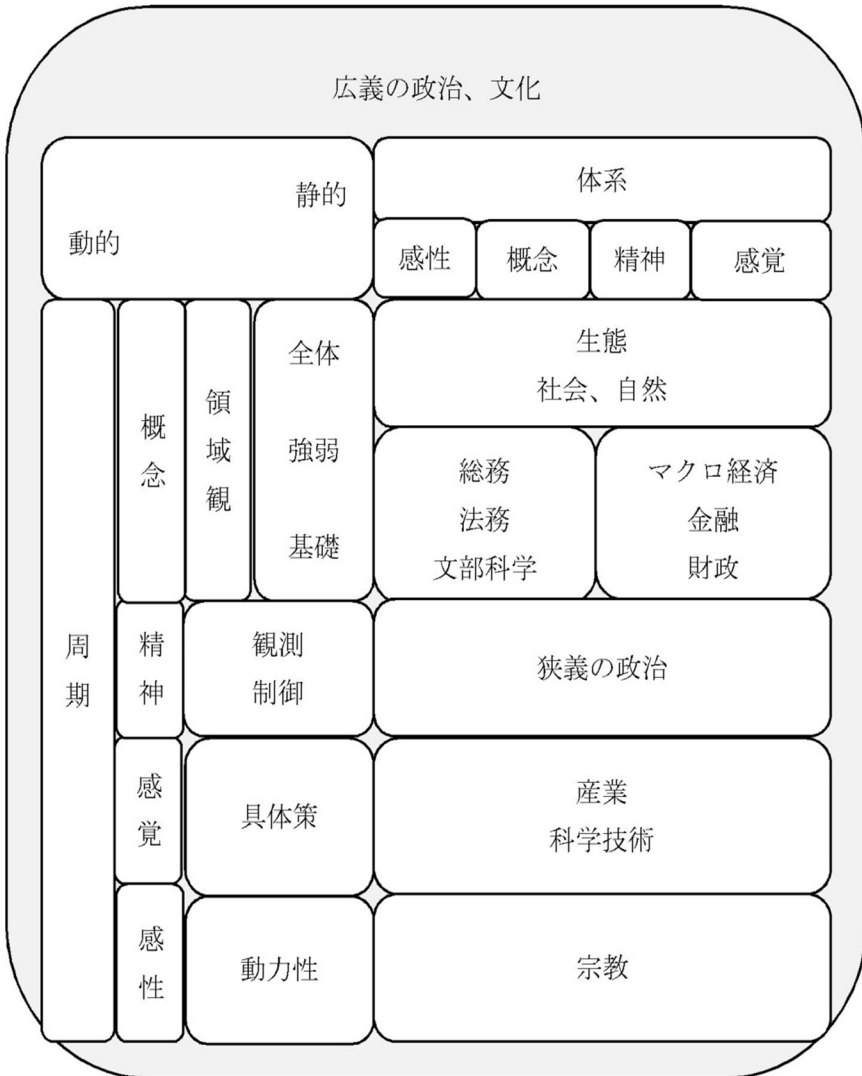 広義の政治、文化
静的
動的
体系
感性
概念
精神
感覚
周期
概念
領域観
全体
強弱
基礎
生態
社会、自然
総務
法務
文部科学
マクロ経済
金融
財政
精神
観測
制御
狭義の政治
感覚
具体策
産業
科学技術
感性
動力性
宗教